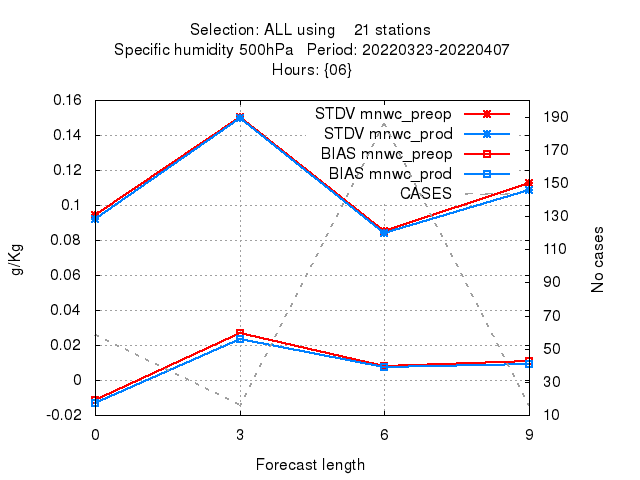 Selection: ALL using    21 stations
Specific humidity 500hPa   Period: 20220323-20220407
Hours: {06}
STDV mnwc_preop
STDV mnwc_prod
BIAS mnwc_preop
BIAS mnwc_prod
CASES
0.16
0.14
0.12
0.1
0.08
0.06
0.04
0.02
0
-0.02
g/Kg
190
170
150
130
110
90
70
50
30
10
No cases
0 3 6 9
Forecast length